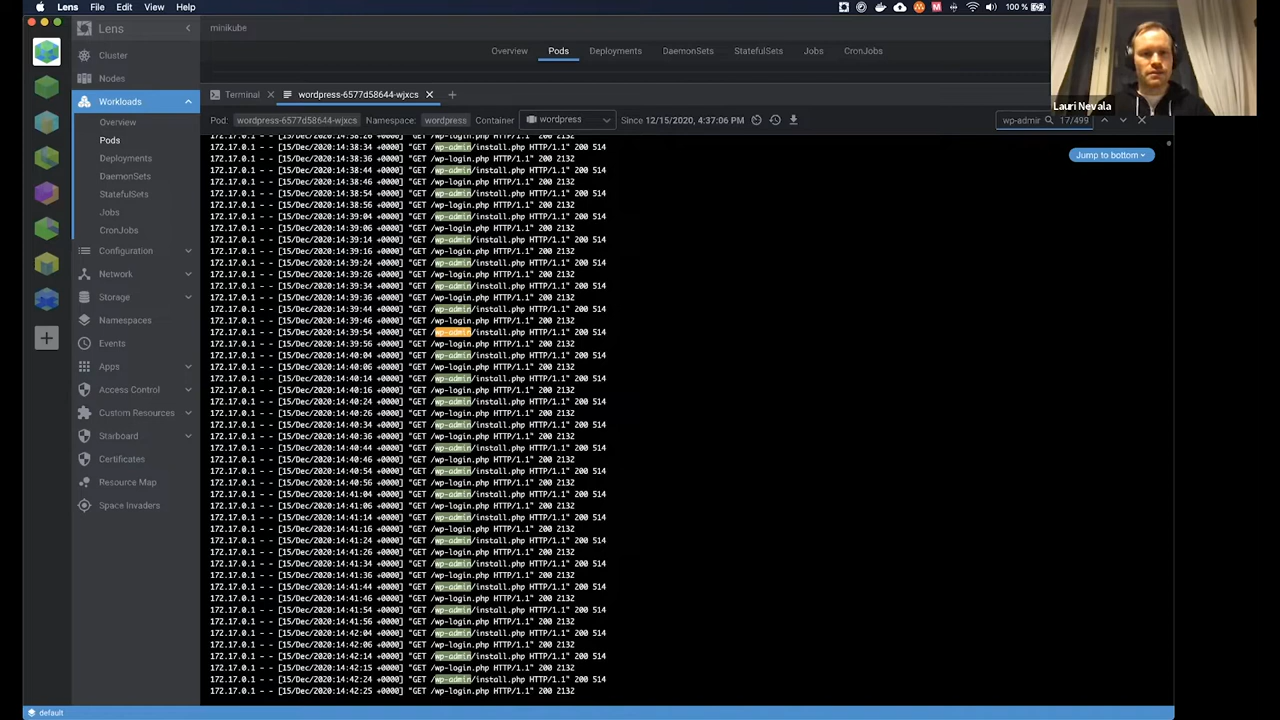 Lens File Edit View Window Help
100 %
Lens
minikube
Overview Pods Deployments DaemonSets StatefulSets Jobs CronJobs
Lauri Nevala
Cluster
Nodes
Workloads
Overview
Pods
Deployments
DaemonSets
StatefulSets
Jobs
CronJobs
Configuration
Network
Storage
Namespaces
Events
Apps
Access Control
Custom Resources
Starboard
Certificates
Resource Map
Space Invaders
Terminal wordpress-6577d58644-wjxcs
Pod: wordpress-6577d58644-wjxcs Namespace: wordpress Container wordpress Since 12/15/2020, 4:37:06 PM wp-admin 17/499
Jump to bottom
172.17.0.1 - - [15/Dec/2020:14:38:26 +0000] "GET /wp-login.php HTTP/1.1" 200 2132
172.17.0.1 - - [15/Dec/2020:14:38:34 +0000] "GET /wp-admin/install.php HTTP/1.1" 200 514
172.17.0.1 - - [15/Dec/2020:14:38:36 +0000] "GET /wp-login.php HTTP/1.1" 200 2132
172.17.0.1 - - [15/Dec/2020:14:38:44 +0000] "GET /wp-admin/install.php HTTP/1.1" 200 514
172.17.0.1 - - [15/Dec/2020:14:38:46 +0000] "GET /wp-login.php HTTP/1.1" 200 2132
172.17.0.1 - - [15/Dec/2020:14:38:54 +0000] "GET /wp-admin/install.php HTTP/1.1" 200 514
172.17.0.1 - - [15/Dec/2020:14:38:56 +0000] "GET /wp-login.php HTTP/1.1" 200 2132
172.17.0.1 - - [15/Dec/2020:14:39:04 +0000] "GET /wp-admin/install.php HTTP/1.1" 200 514
172.17.0.1 - - [15/Dec/2020:14:39:06 +0000] "GET /wp-login.php HTTP/1.1" 200 2132
172.17.0.1 - - [15/Dec/2020:14:39:14 +0000] "GET /wp-admin/install.php HTTP/1.1" 200 514
172.17.0.1 - - [15/Dec/2020:14:39:16 +0000] "GET /wp-login.php HTTP/1.1" 200 2132
172.17.0.1 - - [15/Dec/2020:14:39:24 +0000] "GET /wp-admin/install.php HTTP/1.1" 200 514
172.17.0.1 - - [15/Dec/2020:14:39:26 +0000] "GET /wp-login.php HTTP/1.1" 200 2132
172.17.0.1 - - [15/Dec/2020:14:39:34 +0000] "GET /wp-admin/install.php HTTP/1.1" 200 514
172.17.0.1 - - [15/Dec/2020:14:39:36 +0000] "GET /wp-login.php HTTP/1.1" 200 2132
172.17.0.1 - - [15/Dec/2020:14:39:44 +0000] "GET /wp-admin/install.php HTTP/1.1" 200 514
172.17.0.1 - - [15/Dec/2020:14:39:46 +0000] "GET /wp-login.php HTTP/1.1" 200 2132
172.17.0.1 - - [15/Dec/2020:14:39:54 +0000] "GET /wp-admin/install.php HTTP/1.1" 200 514
172.17.0.1 - - [15/Dec/2020:14:39:56 +0000] "GET /wp-login.php HTTP/1.1" 200 2132
172.17.0.1 - - [15/Dec/2020:14:40:04 +0000] "GET /wp-admin/install.php HTTP/1.1" 200 514
172.17.0.1 - - [15/Dec/2020:14:40:06 +0000] "GET /wp-login.php HTTP/1.1" 200 2132
172.17.0.1 - - [15/Dec/2020:14:40:14 +0000] "GET /wp-admin/install.php HTTP/1.1" 200 514
172.17.0.1 - - [15/Dec/2020:14:40:16 +0000] "GET /wp-login.php HTTP/1.1" 200 2132
172.17.0.1 - - [15/Dec/2020:14:40:24 +0000] "GET /wp-admin/install.php HTTP/1.1" 200 514
172.17.0.1 - - [15/Dec/2020:14:40:26 +0000] "GET /wp-login.php HTTP/1.1" 200 2132
172.17.0.1 - - [15/Dec/2020:14:40:34 +0000] "GET /wp-admin/install.php HTTP/1.1" 200 514
172.17.0.1 - - [15/Dec/2020:14:40:36 +0000] "GET /wp-login.php HTTP/1.1" 200 2132
172.17.0.1 - - [15/Dec/2020:14:40:44 +0000] "GET /wp-admin/install.php HTTP/1.1" 200 514
172.17.0.1 - - [15/Dec/2020:14:40:46 +0000] "GET /wp-login.php HTTP/1.1" 200 2132
172.17.0.1 - - [15/Dec/2020:14:40:54 +0000] "GET /wp-admin/install.php HTTP/1.1" 200 514
172.17.0.1 - - [15/Dec/2020:14:40:56 +0000] "GET /wp-login.php HTTP/1.1" 200 2132
172.17.0.1 - - [15/Dec/2020:14:41:04 +0000] "GET /wp-admin/install.php HTTP/1.1" 200 514
172.17.0.1 - - [15/Dec/2020:14:41:06 +0000] "GET /wp-login.php HTTP/1.1" 200 2132
172.17.0.1 - - [15/Dec/2020:14:41:14 +0000] "GET /wp-admin/install.php HTTP/1.1" 200 514
172.17.0.1 - - [15/Dec/2020:14:41:16 +0000] "GET /wp-login.php HTTP/1.1" 200 2132
172.17.0.1 - - [15/Dec/2020:14:41:24 +0000] "GET /wp-admin/install.php HTTP/1.1" 200 514
172.17.0.1 - - [15/Dec/2020:14:41:26 +0000] "GET /wp-login.php HTTP/1.1" 200 2132
172.17.0.1 - - [15/Dec/2020:14:41:34 +0000] "GET /wp-admin/install.php HTTP/1.1" 200 514
172.17.0.1 - - [15/Dec/2020:14:41:36 +0000] "GET /wp-login.php HTTP/1.1" 200 2132
172.17.0.1 - - [15/Dec/2020:14:41:44 +0000] "GET /wp-admin/install.php HTTP/1.1" 200 514
172.17.0.1 - - [15/Dec/2020:14:41:46 +0000] "GET /wp-login.php HTTP/1.1" 200 2132
172.17.0.1 - - [15/Dec/2020:14:41:54 +0000] "GET /wp-admin/install.php HTTP/1.1" 200 514
172.17.0.1 - - [15/Dec/2020:14:41:56 +0000] "GET /wp-login.php HTTP/1.1" 200 2132
172.17.0.1 - - [15/Dec/2020:14:42:04 +0000] "GET /wp-admin/install.php HTTP/1.1" 200 514
172.17.0.1 - - [15/Dec/2020:14:42:06 +0000] "GET /wp-login.php HTTP/1.1" 200 2132
172.17.0.1 - - [15/Dec/2020:14:42:14 +0000] "GET /wp-admin/install.php HTTP/1.1" 200 514
172.17.0.1 - - [15/Dec/2020:14:42:15 +0000] "GET /wp-login.php HTTP/1.1" 200 2132
172.17.0.1 - - [15/Dec/2020:14:42:24 +0000] "GET /wp-admin/install.php HTTP/1.1" 200 514
172.17.0.1 - - [15/Dec/2020:14:42:25 +0000] "GET /wp-login.php HTTP/1.1" 200 2132
default